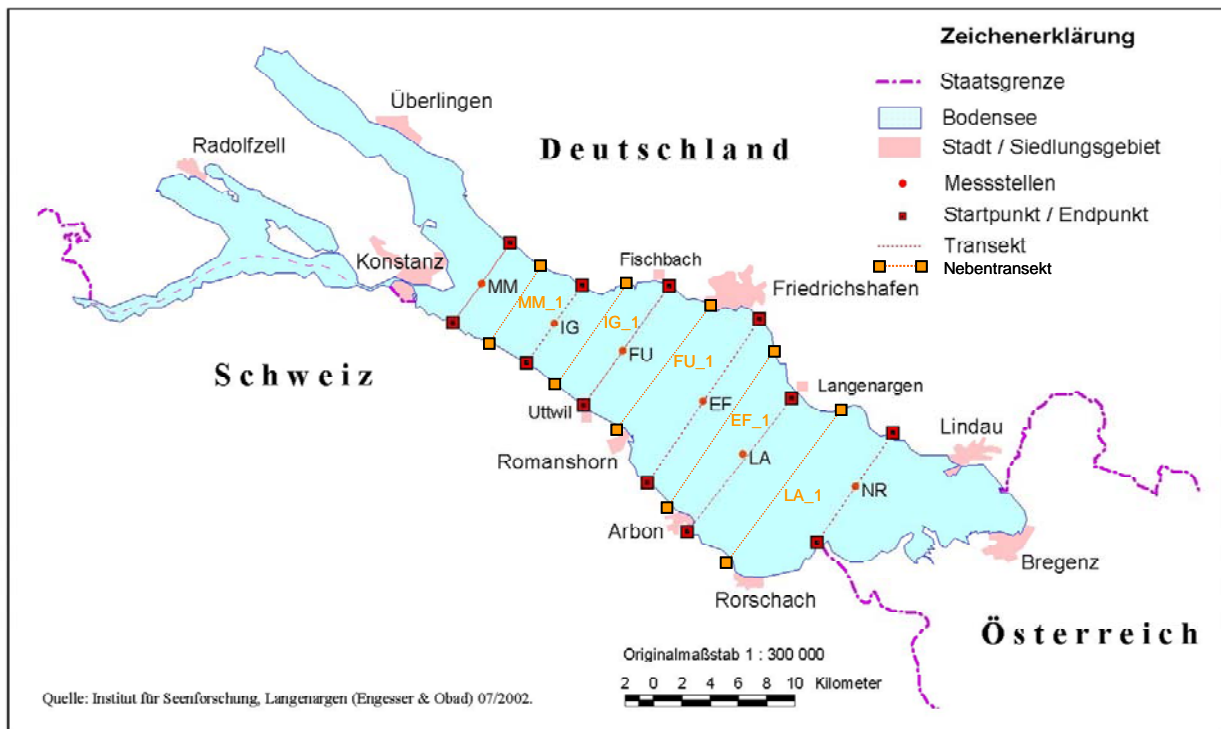 Zeichenerklärung
Staatsgrenze
Bodensee
Stadt / Siedlungsgebiet
Messstellen
Startpunkt / Endpunkt
Transekt
Nebentransekt
Überlingen
Radolfzell
Deutschland
Konstanz
Fischbach
Friedrichshafen
MM
MM_1
IG
IG_1
FU
FU_1
Schweiz
EF
EF_1
Langenargen
Uttwil
Lindau
Romanshorn
LA
LA_1
NR
Arbon
Bregenz
Rorschach
Österreich
Originalmaßstab 1 : 300 000
2 0 2 4 6 8 10 Kilometer
Quelle: Institut für Seenforschung, Langenargen (Engesser & Obad) 07/2002.